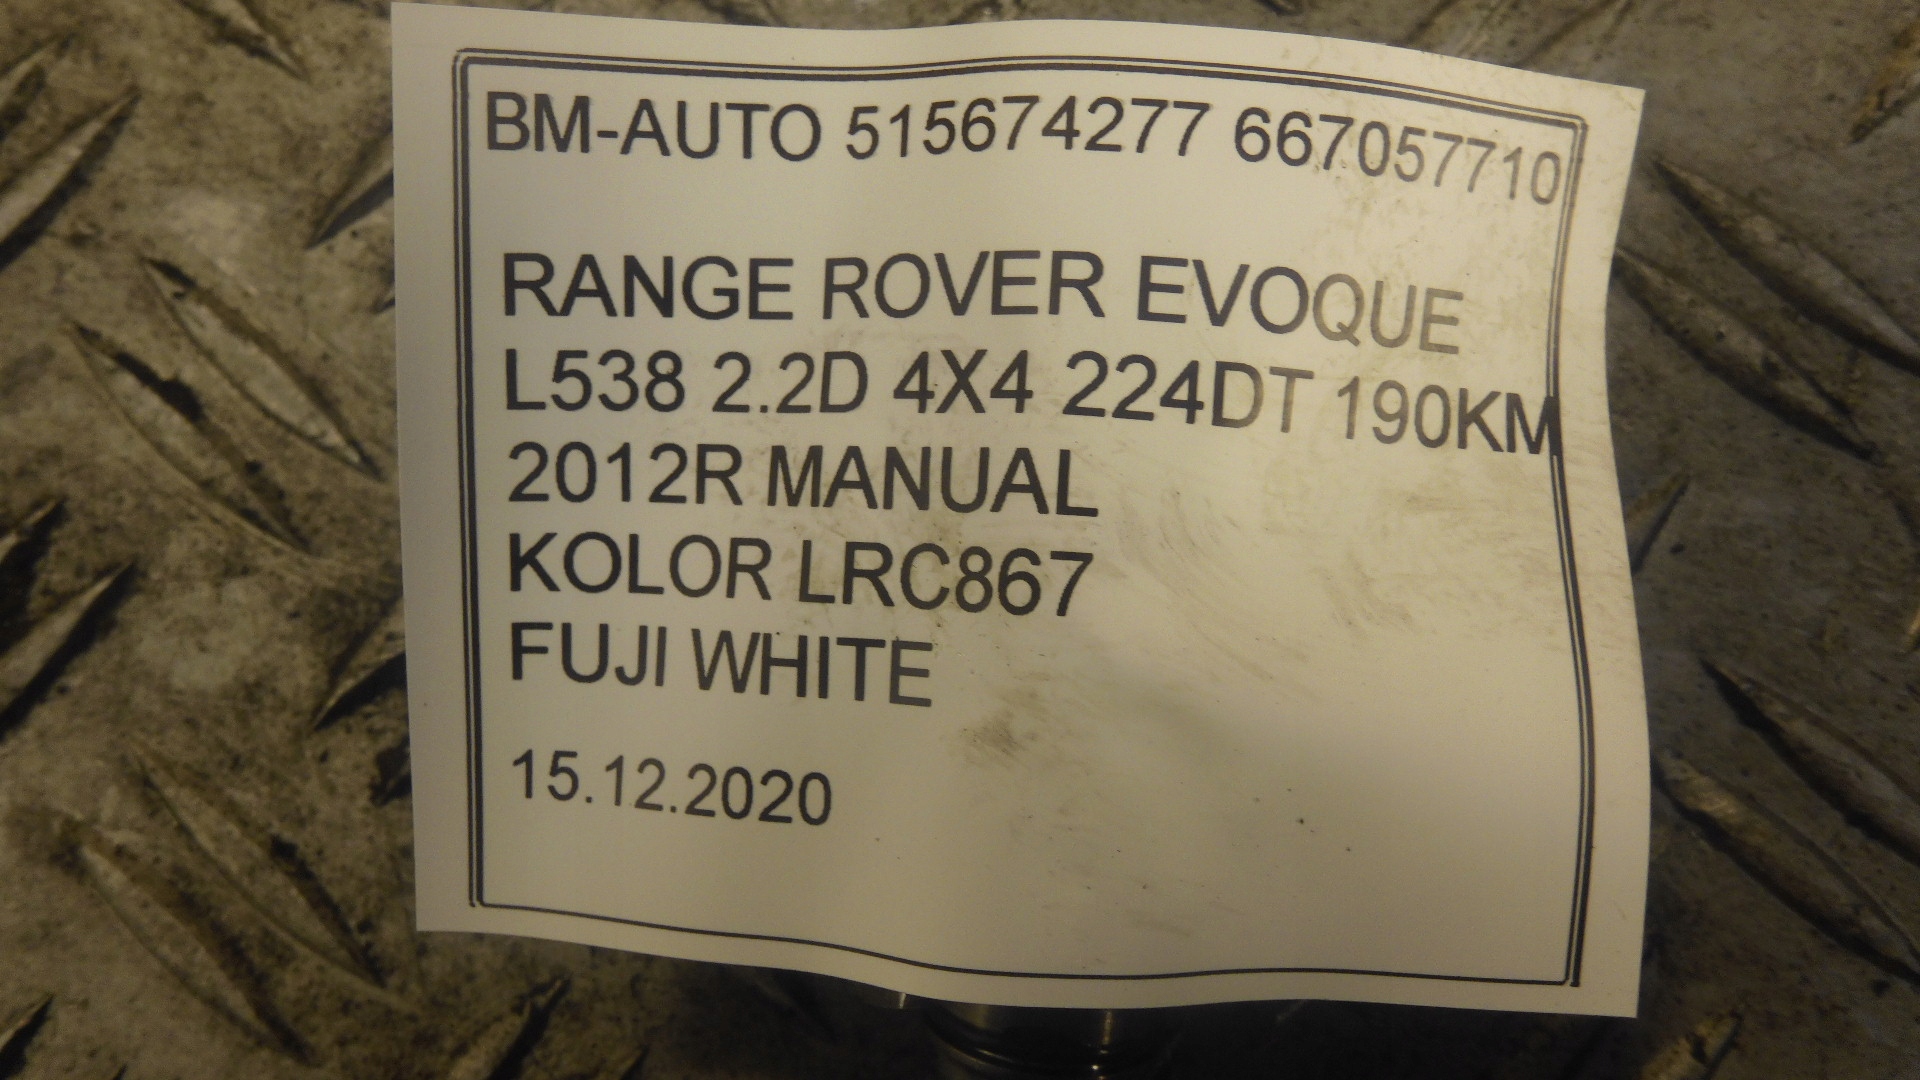 BM-AUTO 515674277 667057710
RANGE ROVER EVOQUE
L538 2.2D 4X4 224DT 190KM
2012R MANUAL
KOLOR LRC867
FUJI WHITE
15.12.2020